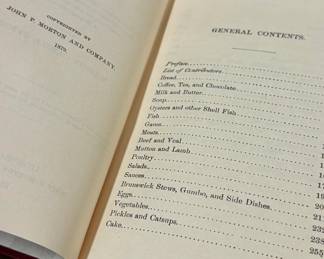 COPYRIGHTED BY
JOHN P. MORTON AND COMPANY.
1879.
GENERAL CONTENTS.
Preface
List of Contributors
Bread
Coffee, Tea, and Chocolate
Milk and Butter
Soup
Oysters and other Shell Fish
Fish
Game
Meats
Beef and Veal
Mutton and Lamb
Poultry
Salads
Sauces
Brunswick Stews, Gumbo, and Side Dishes
Eggs
Vegetables
Pickles and Catsups
Cake